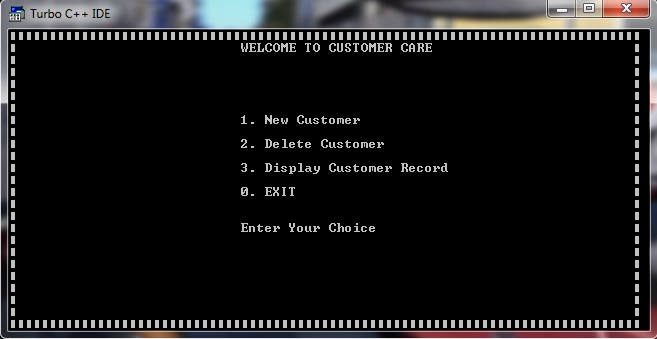 Turbo C++ IDE
WELCOME TO CUSTOMER CARE
1. New Customer
2. Delete Customer
3. Display Customer Record
0. EXIT
Enter Your Choice